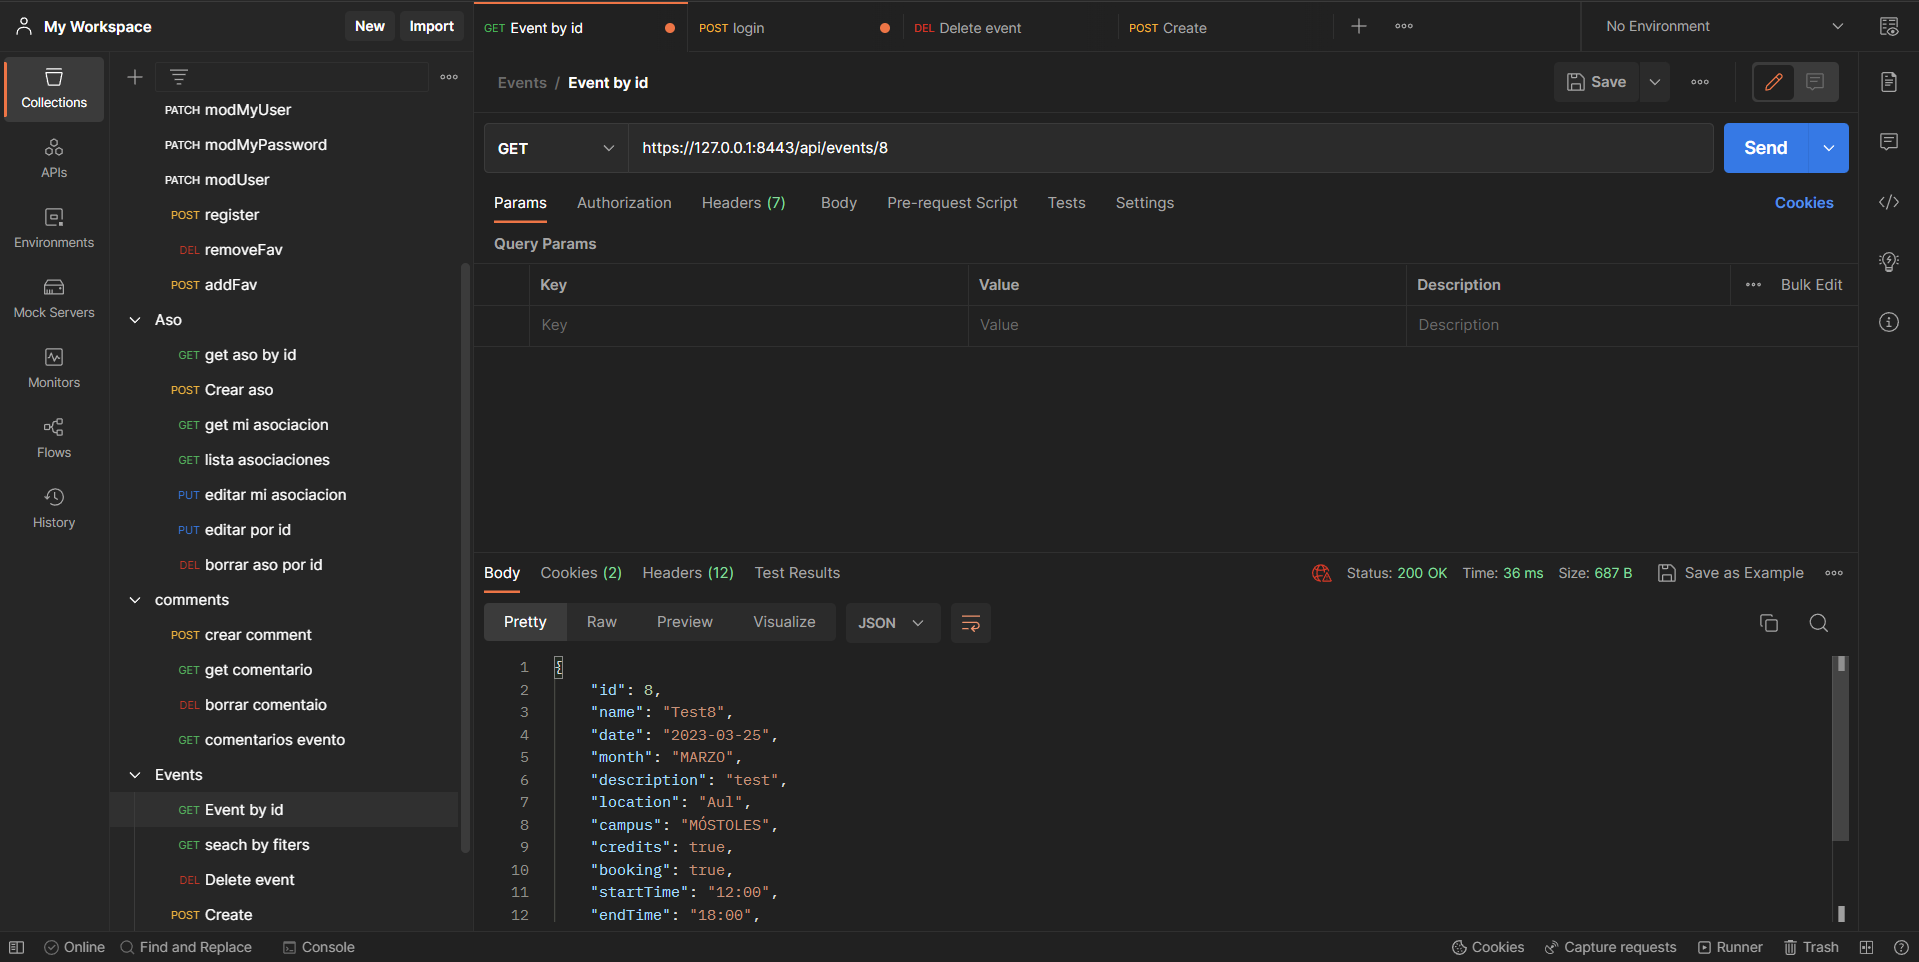 My Workspace
New
Import
GET Event by id
POST login
DEL Delete event
POST Create
No Environment
Collections
APIs
Environments
Mock Servers
Monitors
Flows
History
PATCH modMyUser
PATCH modMyPassword
PATCH modUser
POST register
DEL removeFav
POST addFav
Aso
GET get aso by id
POST Crear aso
GET get mi asociacion
GET lista asociaciones
PUT editar mi asociacion
PUT editar por id
DEL borrar aso por id
comments
POST crear comment
GET get comentario
DEL borrar comentaio
GET comentarios evento
Events
GET Event by id
GET seach by fiters
DEL Delete event
POST Create
Events / Event by id
Save
GET
https://127.0.0.1:8443/api/events/8
Send
Params
Authorization
Headers (7)
Body
Pre-request Script
Tests
Settings
Cookies
Query Params
Key
Value
Description
Bulk Edit
Key
Value
Description
Body
Cookies (2)
Headers (12)
Test Results
Status: 200 OK
Time: 36 ms
Size: 687 B
Save as Example
Pretty
Raw
Preview
Visualize
JSON
1 {
2 "id": 8,
3 "name": "Test8",
4 "date": "2023-03-25",
5 "month": "MARZO",
6 "description": "test",
7 "location": "Aul",
8 "campus": "MÓSTOLES",
9 "credits": true,
10 "booking": true,
11 "startTime": "12:00",
12 "endTime": "18:00",
Online
Find and Replace
Console
Cookies
Capture requests
Runner
Trash